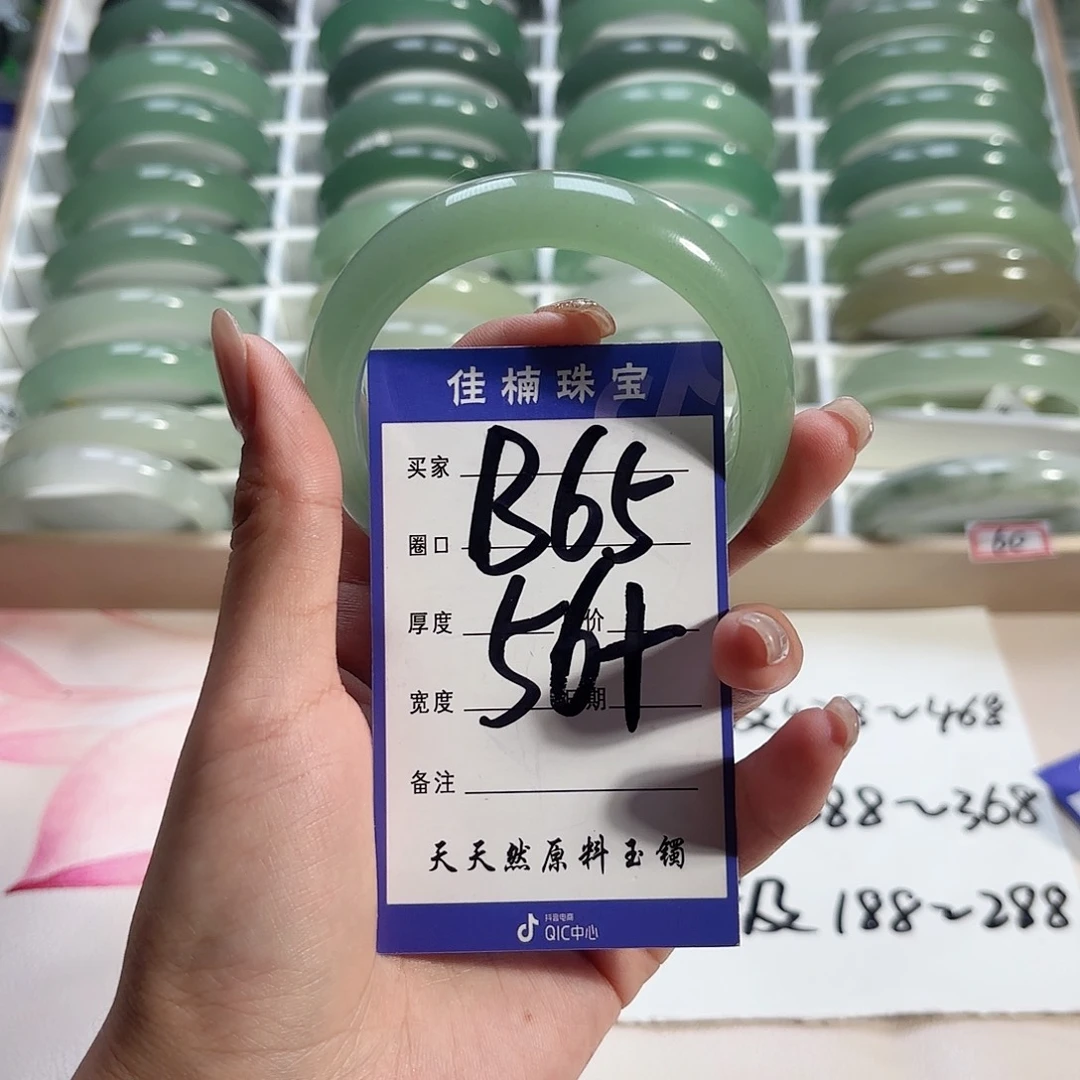 佳楠珠宝
买家
B65
圈口
厚度 价
56+
宽度 期
备注
天天然原料玉镯
抖音电商
QIC中心
60
~468
88~368
及 188~288